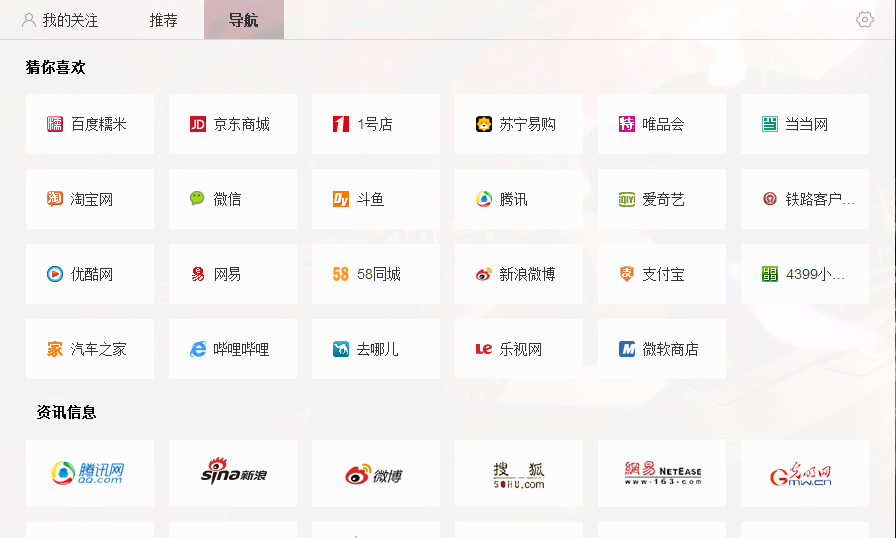 我的关注 推荐 导航
猜你喜欢
百度糯米 京东商城 1号店 苏宁易购 唯品会 当当网
淘宝网 微信 斗鱼 腾讯 爱奇艺 铁路客户...
优酷网 网易 58同城 新浪微博 支付宝 4399小...
汽车之家 哔哩哔哩 去哪儿 乐视网 微软商店
资讯信息
腾讯网 sina新浪 微博 搜狐 網易 NETEASE 光明网
QQ.com SOHU.com www.163.com GMW.cn